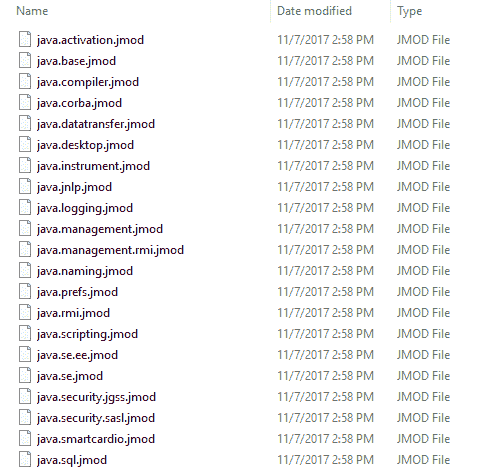 Name Date modified Type
java.activation.jmod 11/7/2017 2:58 PM JMOD File
java.base.jmod 11/7/2017 2:58 PM JMOD File
java.compiler.jmod 11/7/2017 2:58 PM JMOD File
java.corba.jmod 11/7/2017 2:58 PM JMOD File
java.datatransfer.jmod 11/7/2017 2:58 PM JMOD File
java.desktop.jmod 11/7/2017 2:58 PM JMOD File
java.instrument.jmod 11/7/2017 2:58 PM JMOD File
java.jnlp.jmod 11/7/2017 2:58 PM JMOD File
java.logging.jmod 11/7/2017 2:58 PM JMOD File
java.management.jmod 11/7/2017 2:58 PM JMOD File
java.management.rmi.jmod 11/7/2017 2:58 PM JMOD File
java.naming.jmod 11/7/2017 2:58 PM JMOD File
java.prefs.jmod 11/7/2017 2:58 PM JMOD File
java.rmi.jmod 11/7/2017 2:58 PM JMOD File
java.scripting.jmod 11/7/2017 2:58 PM JMOD File
java.se.ee.jmod 11/7/2017 2:58 PM JMOD File
java.se.jmod 11/7/2017 2:58 PM JMOD File
java.security.jgss.jmod 11/7/2017 2:58 PM JMOD File
java.security.sasl.jmod 11/7/2017 2:58 PM JMOD File
java.smartcardio.jmod 11/7/2017 2:58 PM JMOD File
java.sql.jmod 11/7/2017 2:58 PM JMOD File